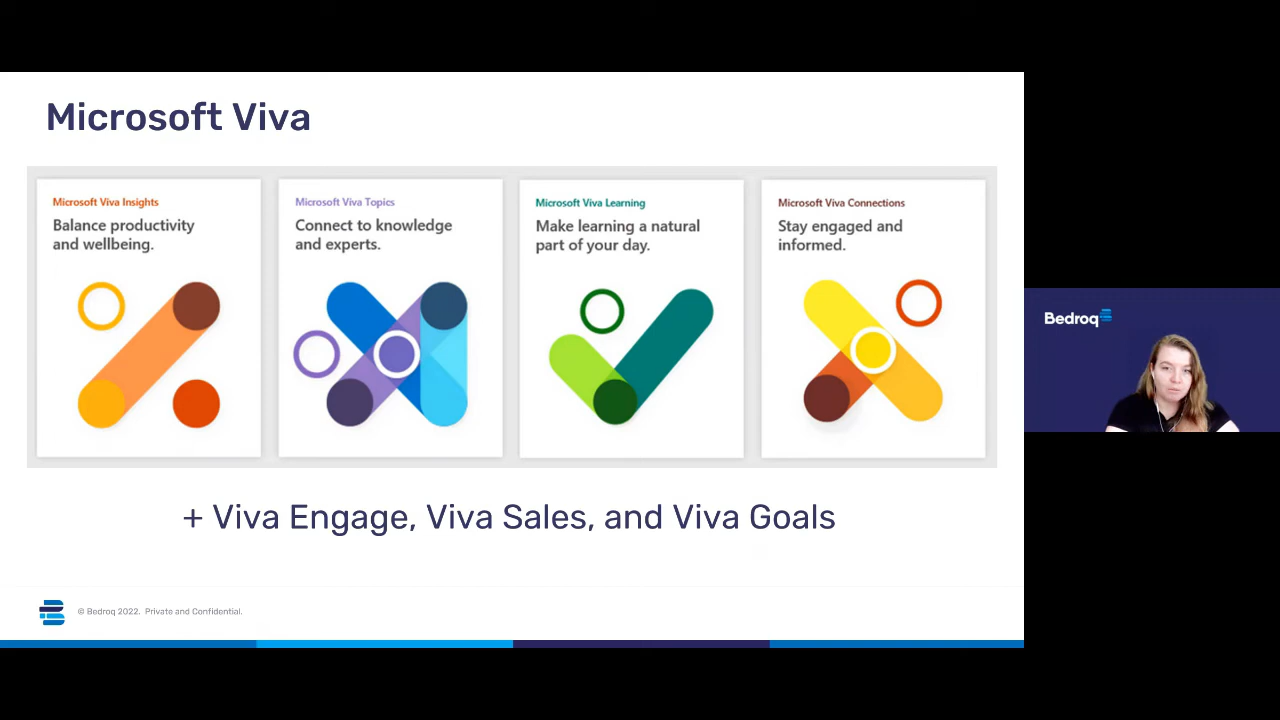 Microsoft Viva
Microsoft Viva Insights
Balance productivity
and wellbeing.
Microsoft Viva Topics
Connect to knowledge
and experts.
Microsoft Viva Learning
Make learning a natural
part of your day.
Microsoft Viva Connections
Stay engaged and
informed.
+ Viva Engage, Viva Sales, and Viva Goals
© Bedroq 2022. Private and Confidential.
Bedroq